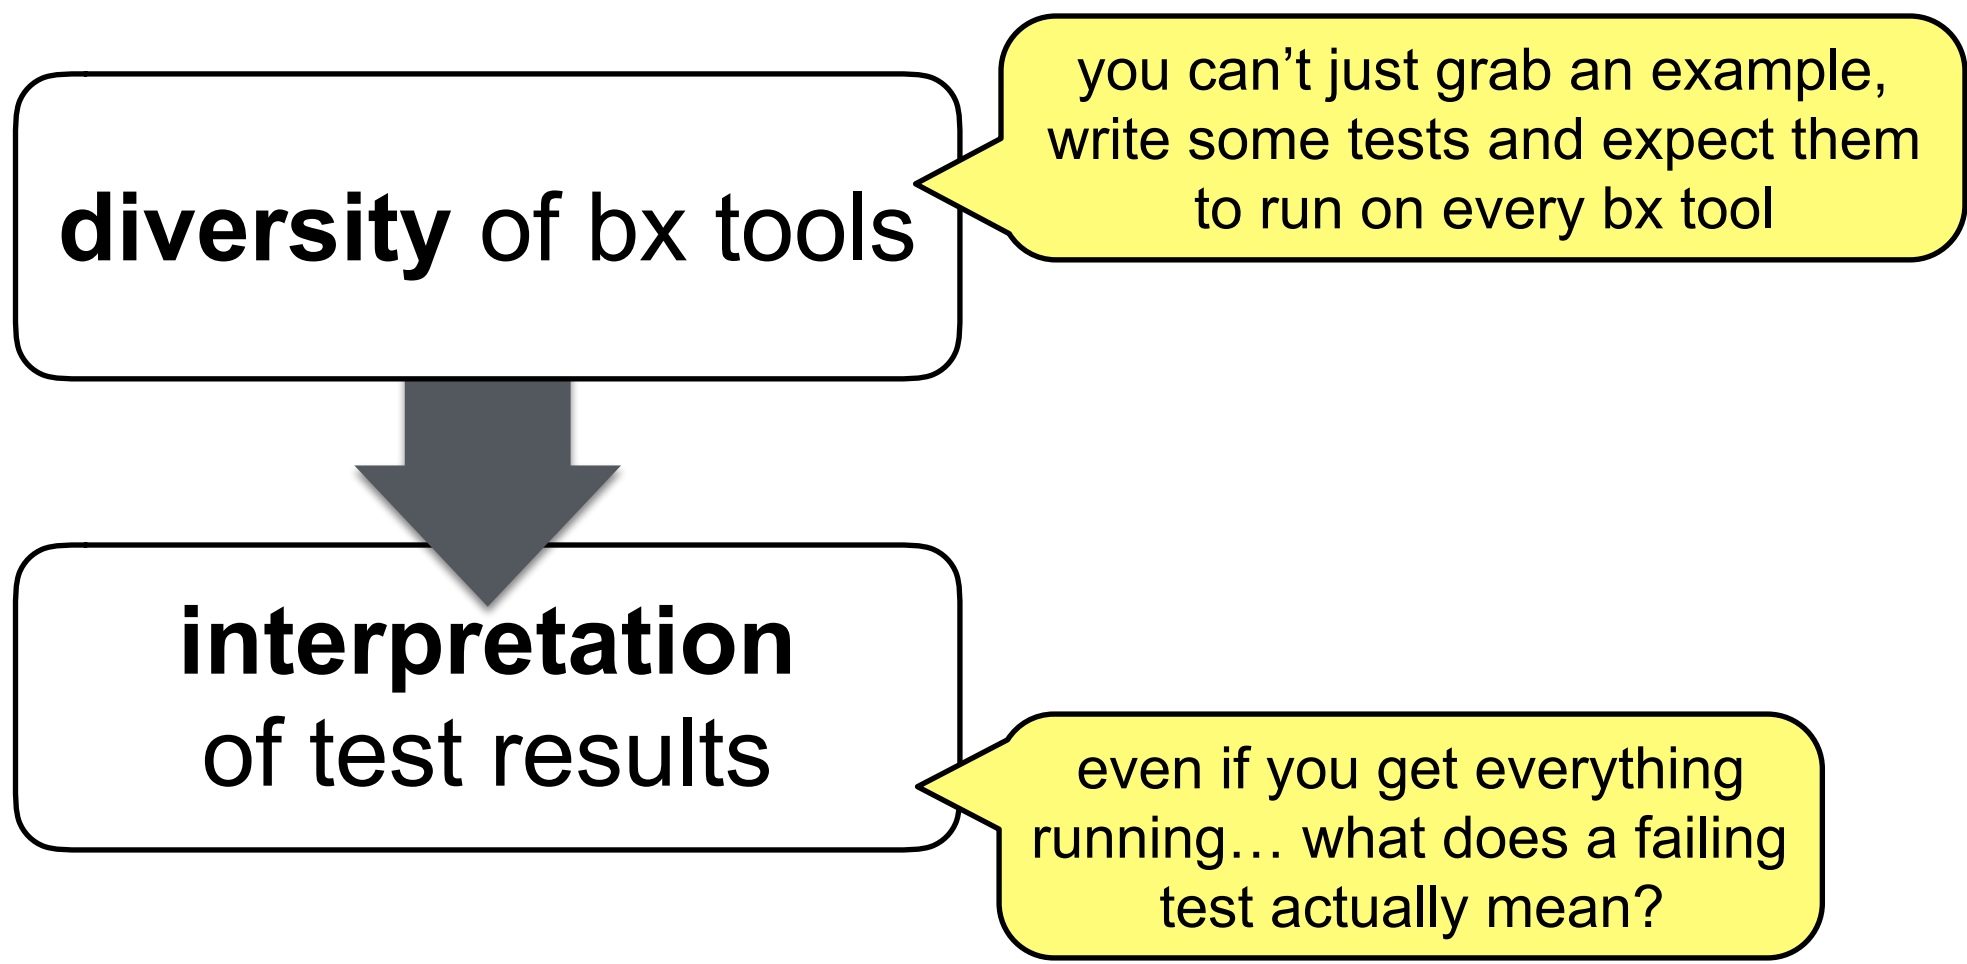 you can’t just grab an example,
write some tests and expect them
to run on every bx tool
diversity of bx tools
interpretation
of test results
even if you get everything
running… what does a failing
test actually mean?